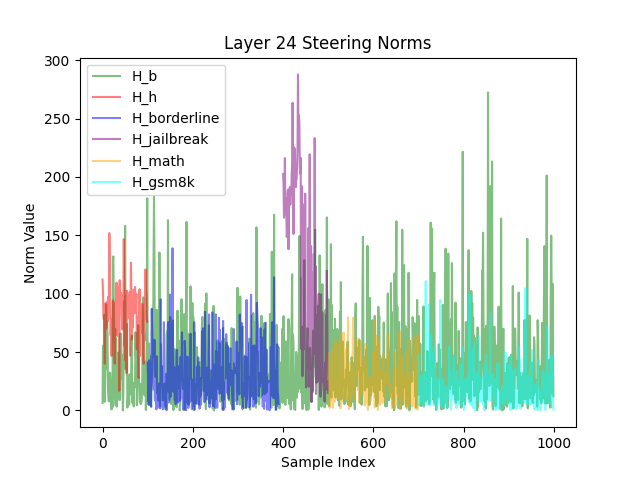 Layer 24 Steering Norms
300
250
200
150
100
50
0
Norm Value
H_b
H_h
H_borderline
H_jailbreak
H_math
H_gsm8k
0
200
400
600
800
1000
Sample Index